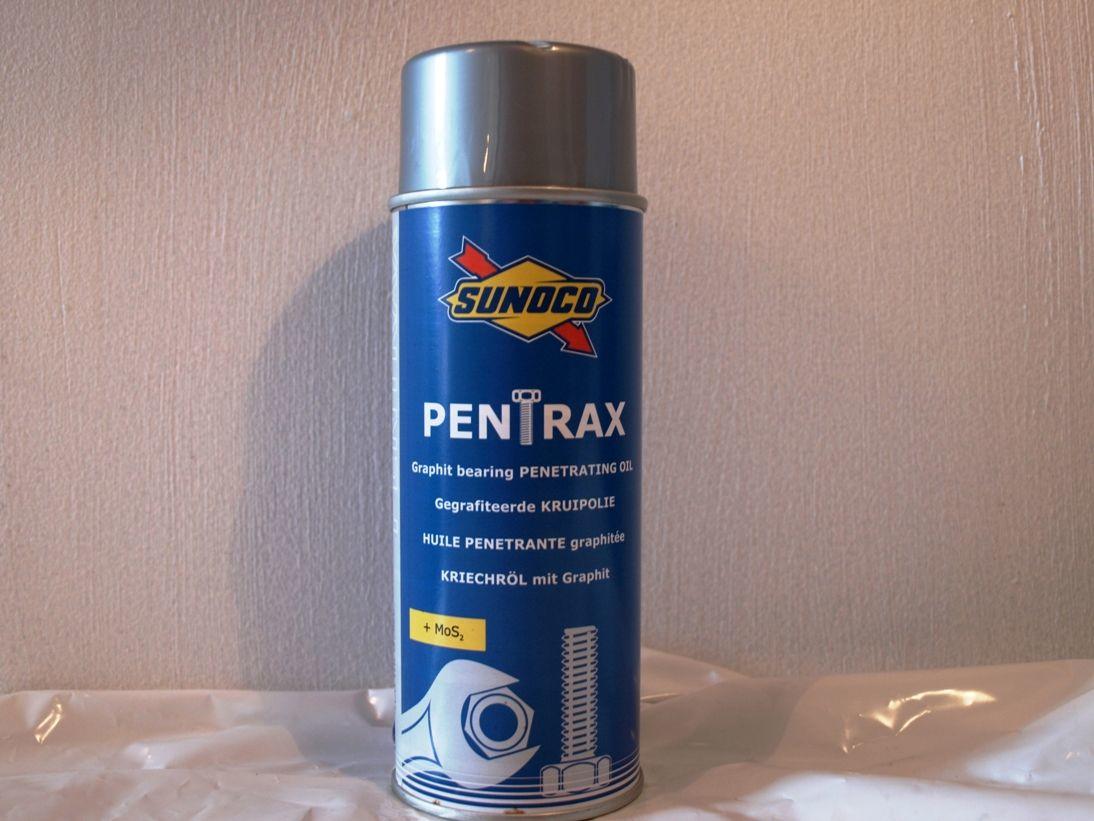 SUNOCO
PENTRAX
Graphit bearing PENETRATING OIL
Gegrafiteerde KRUIPOLIE
HUILE PENETRANTE graphitée
KRIECHRÖL mit Graphit
+ MoS₂